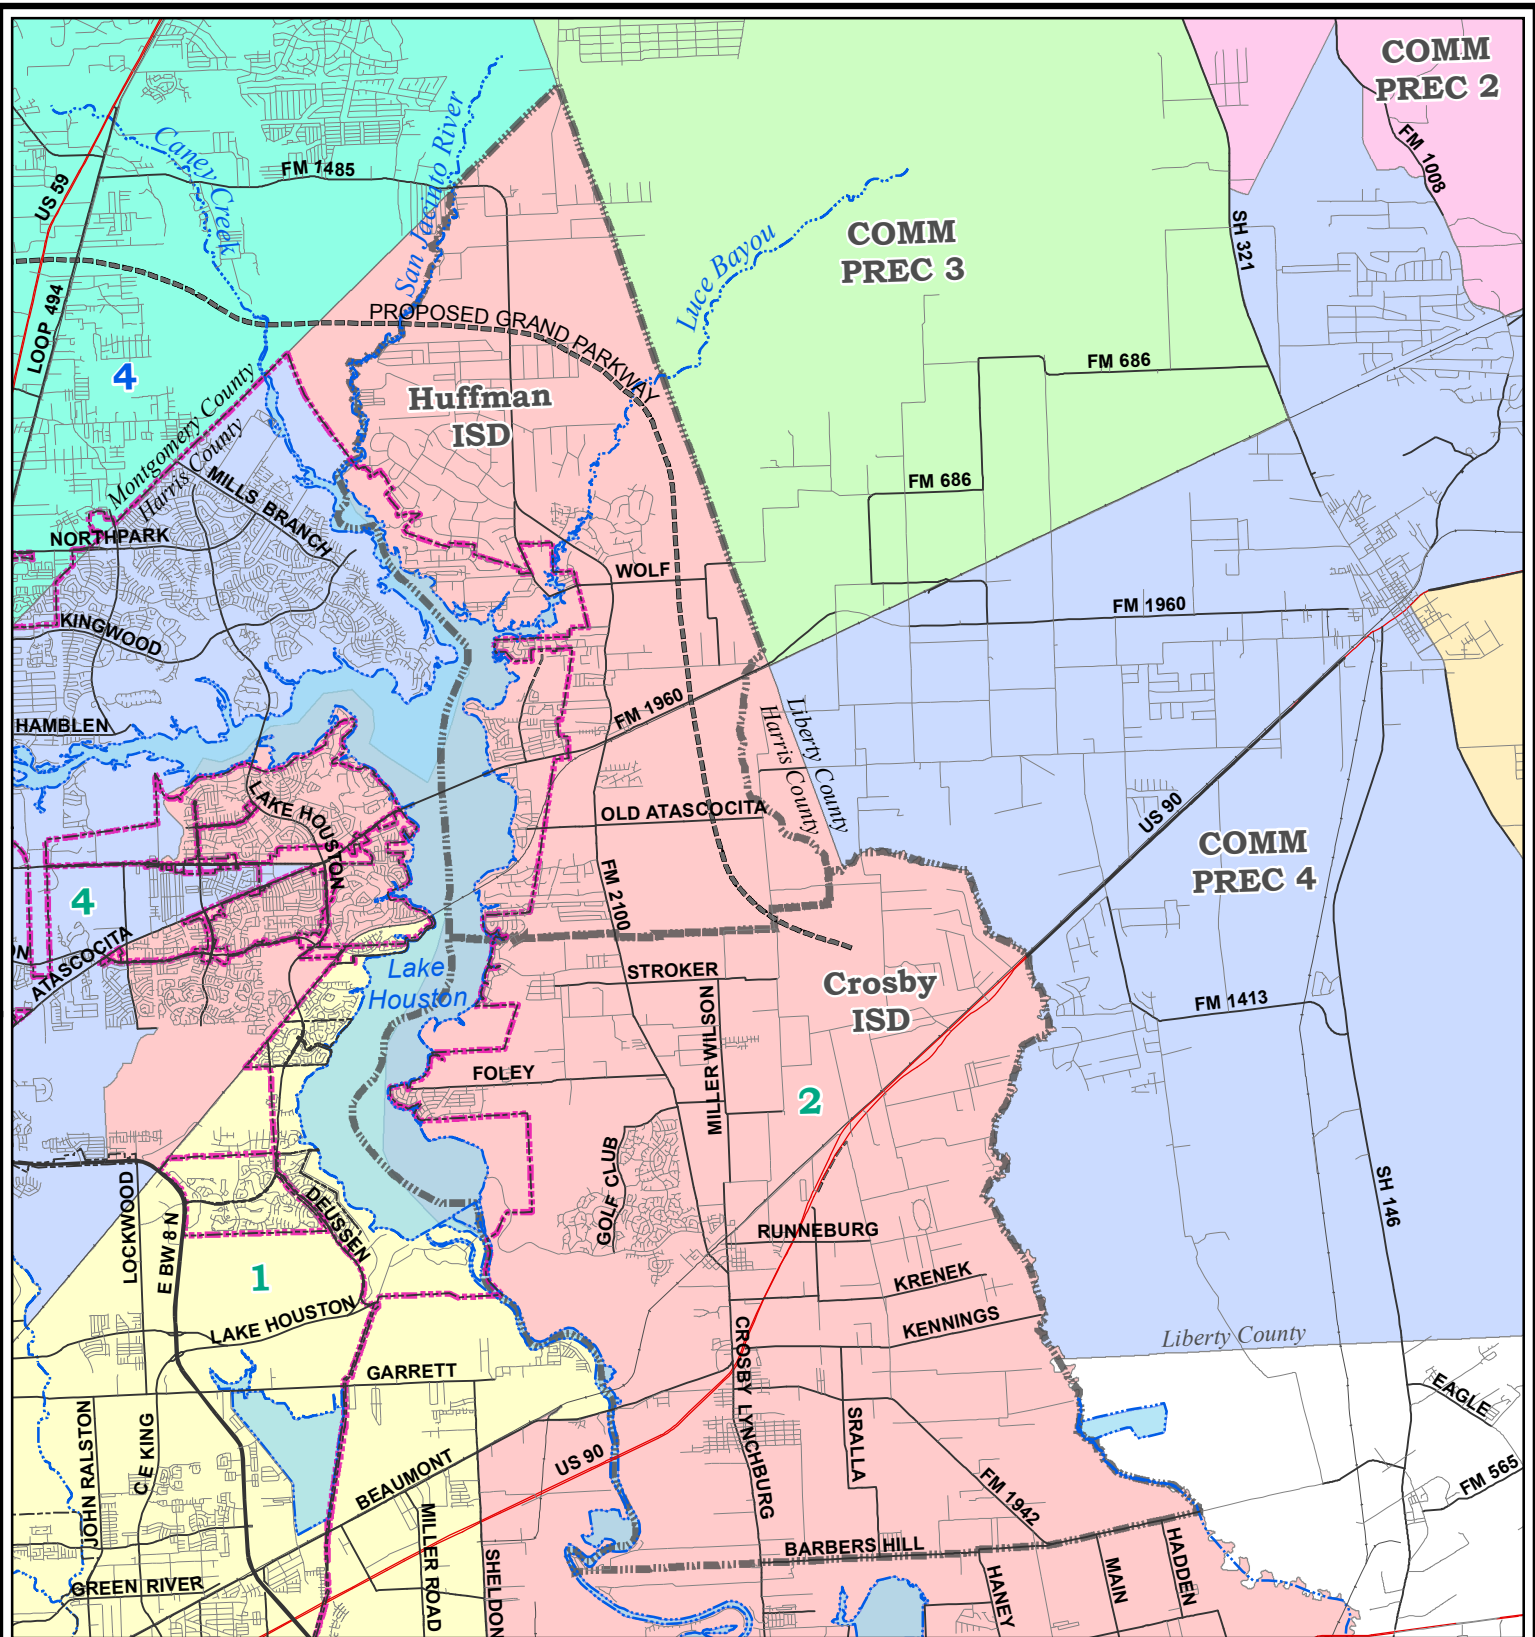 COMM
PREC 2
FM 1008
Caney Creek
San Jacinto River
FM 1485
US 59
SH 321
COMM
PREC 3
Luce Bayou
LOOP 494
PROPOSED GRAND PARKWAY
FM 686
4
Montgomery County
Harris County
Huffman
ISD
FM 686
MILLS BRANCH
NORTHPARK
WOLF
FM 1960
KINGWOOD
HAMBLEN
FM 1960
Liberty County
Harris County
LAKE HOUSTON
OLD ATASCOCITA
US 90
COMM
PREC 4
4
FM 2100
ON
ATASCOCITA
Lake
Houston
STROKER
Crosby
ISD
FM 1413
MILLER WILSON
FOLEY
2
GOLF CLUB
SH 146
LOCKWOOD
DEUSSEN
E BW 8 N
RUNNEBURG
1
KRENEK
LAKE HOUSTON
KENNINGS
Liberty County
CROSBY LYNCHBURG
GARRETT
EAGLE
JOHN RALSTON
C E KING
SRALLA
US 90
BEAUMONT
FM 1942
FM 565
MILLER ROAD
BARBERS HILL
HADDEN
SHELDON
GREEN RIVER
HANEY
MAIN